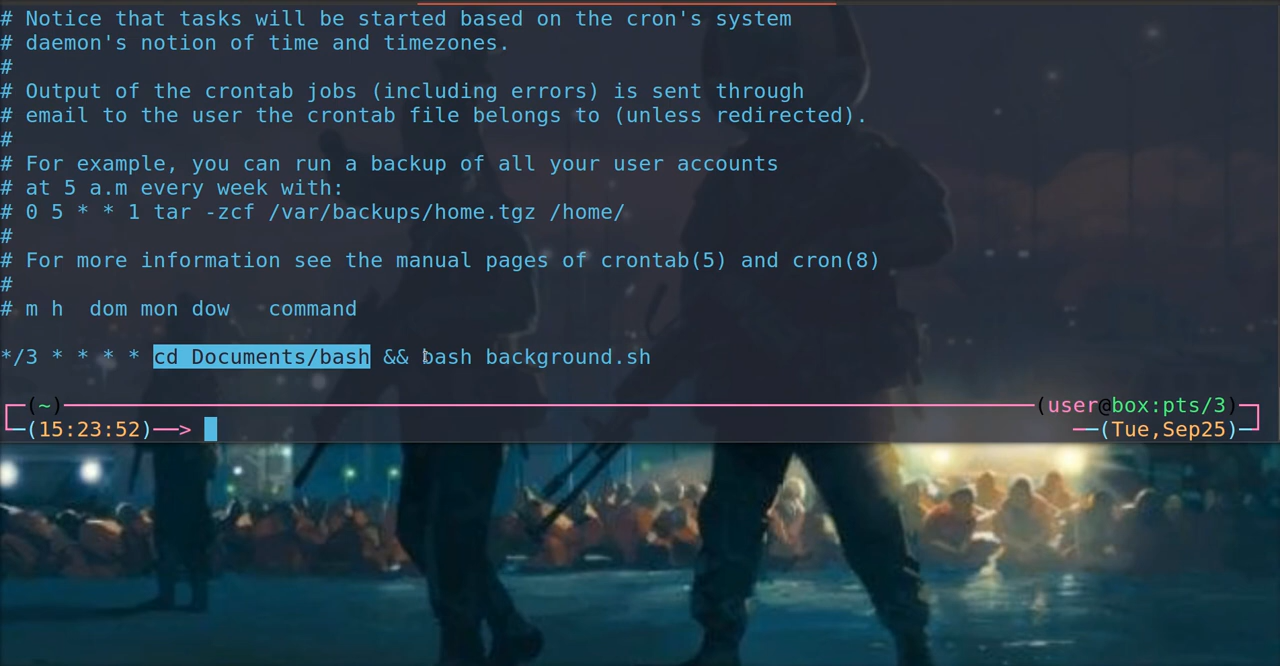 # Notice that tasks will be started based on the cron's system
# daemon's notion of time and timezones.
#
# Output of the crontab jobs (including errors) is sent through
# email to the user the crontab file belongs to (unless redirected).
#
# For example, you can run a backup of all your user accounts
# at 5 a.m every week with:
# 0 5 * * 1 tar -zcf /var/backups/home.tgz /home/
#
# For more information see the manual pages of crontab(5) and cron(8)
#
# m h  dom mon dow   command
*/3 * * * * cd Documents/bash && bash background.sh
(~) (user@box:pts/3)
(15:23:52)—> (Tue,Sep25)